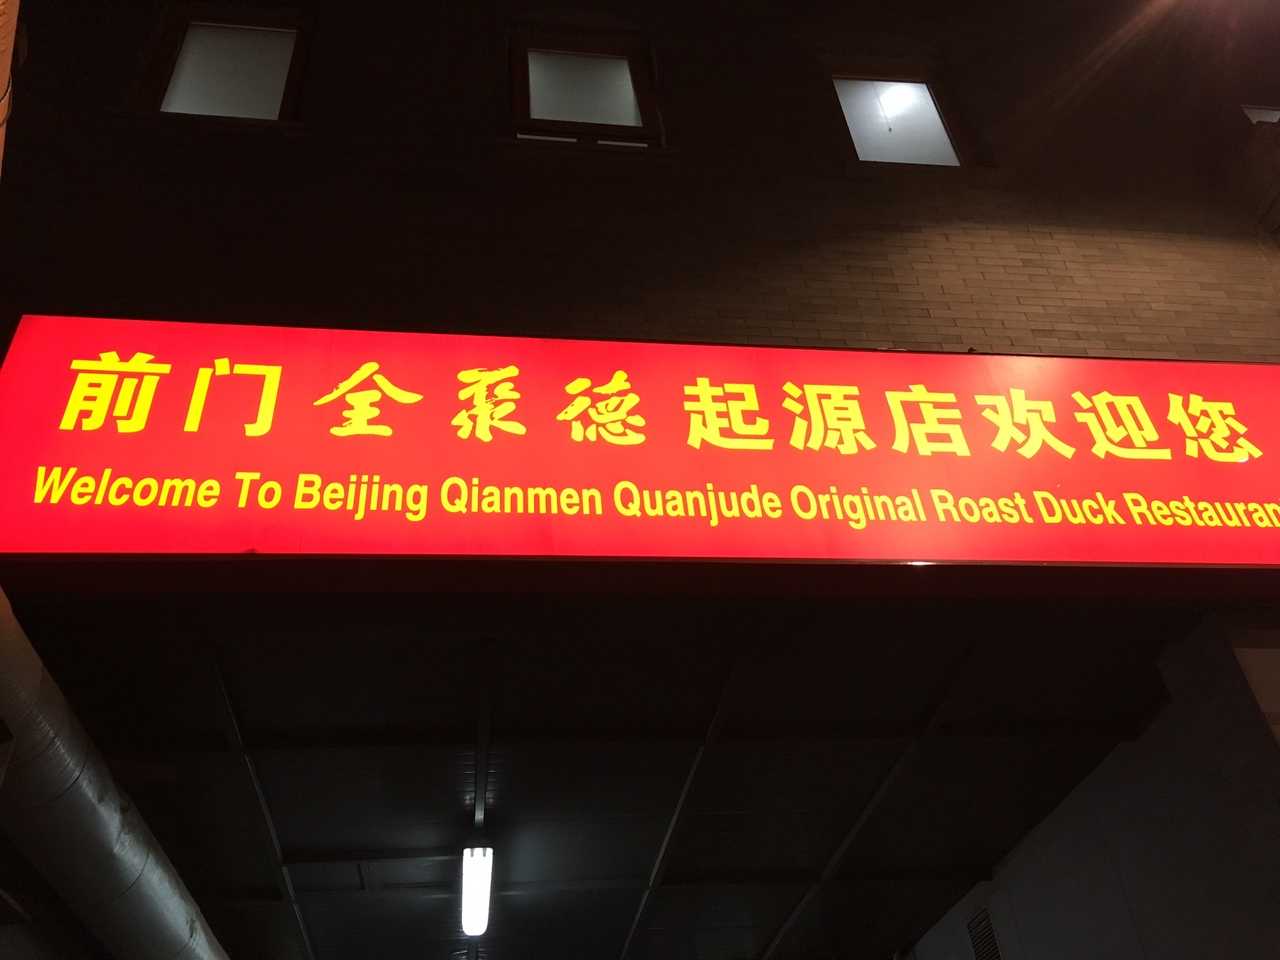 前门全聚德起源店欢迎您
Welcome To Beijing Qianmen Quanjude Original Roast Duck Restauran